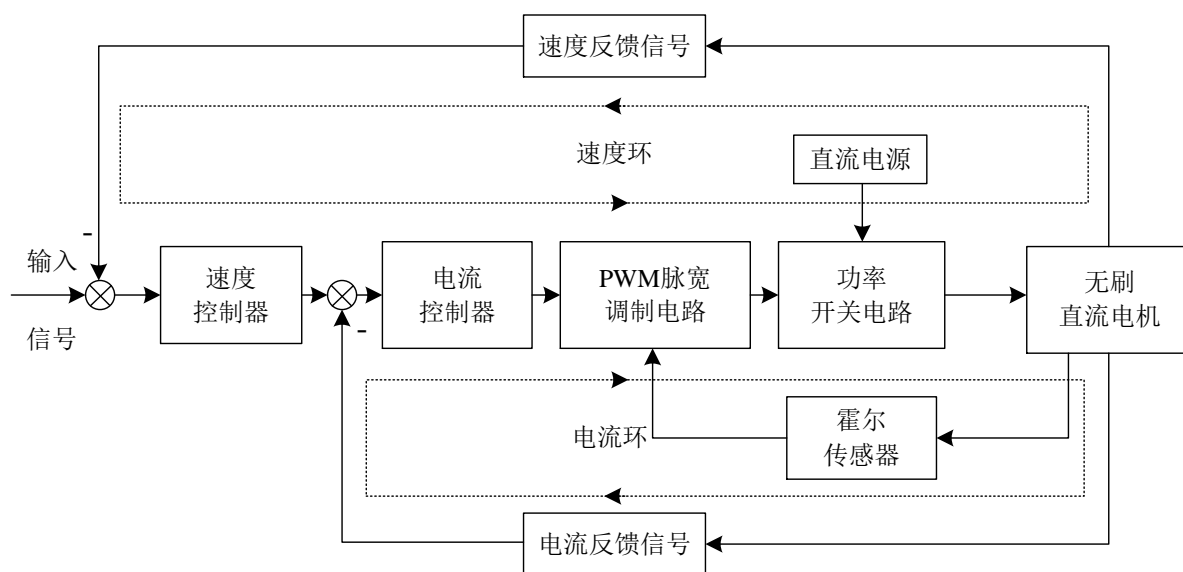 速度反馈信号
速度环
直流电源
-
输入
信号
速度
控制器
-
电流
控制器
PWM脉宽
调制电路
功率
开关电路
无刷
直流电机
电流环
霍尔
传感器
电流反馈信号